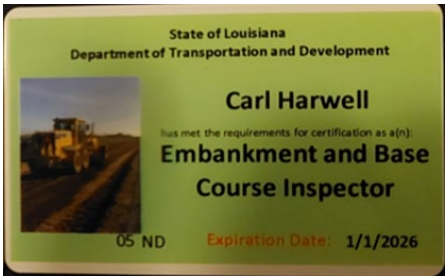 State of Louisiana
Department of Transportation and Development
Carl Harwell
has met the requirements for certification as a(n):
Embankment and Base
Course Inspector
05 ND Expiration Date: 1/1/2026